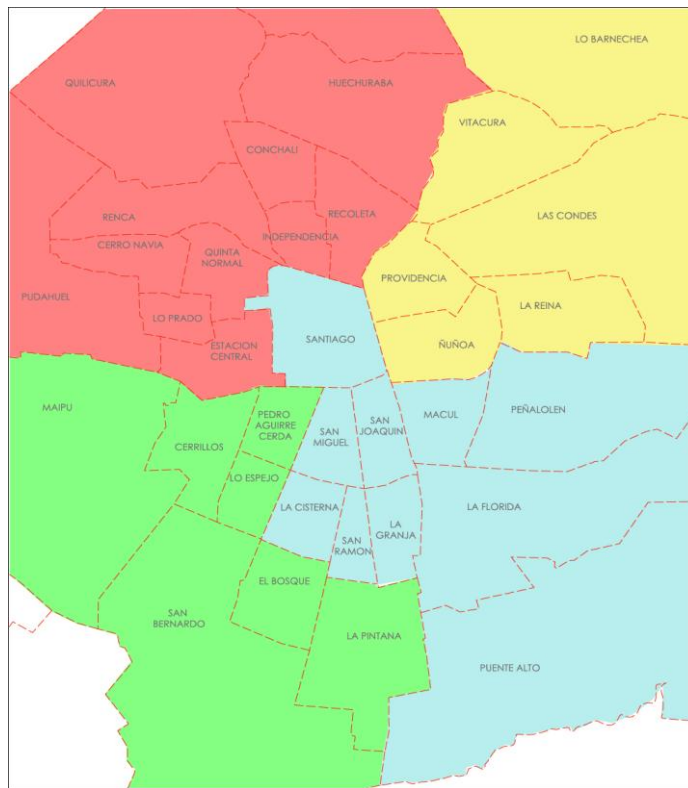 LO BARNECHEA
QUILICURA
HUECHURABA
VITACURA
CONCHALI
RENCA
RECOLETA
LAS CONDES
INDEPENDENCIA
CERRO NAVIA
QUINTA
NORMAL
PROVIDENCIA
PUDAHUEL
LA REINA
LO PRADO
SANTIAGO
ESTACION
CENTRAL
ÑUÑOA
MAIPU
PEDRO
AGUIRRE
CERDA
SAN
MIGUEL
SAN
JOAQUIN
MACUL
PEÑALOLEN
CERRILLOS
LO ESPEJO
LA CISTERNA
LA FLORIDA
SAN
RAMON
LA
GRANJA
EL BOSQUE
SAN
BERNARDO
LA PINTANA
PUENTE ALTO